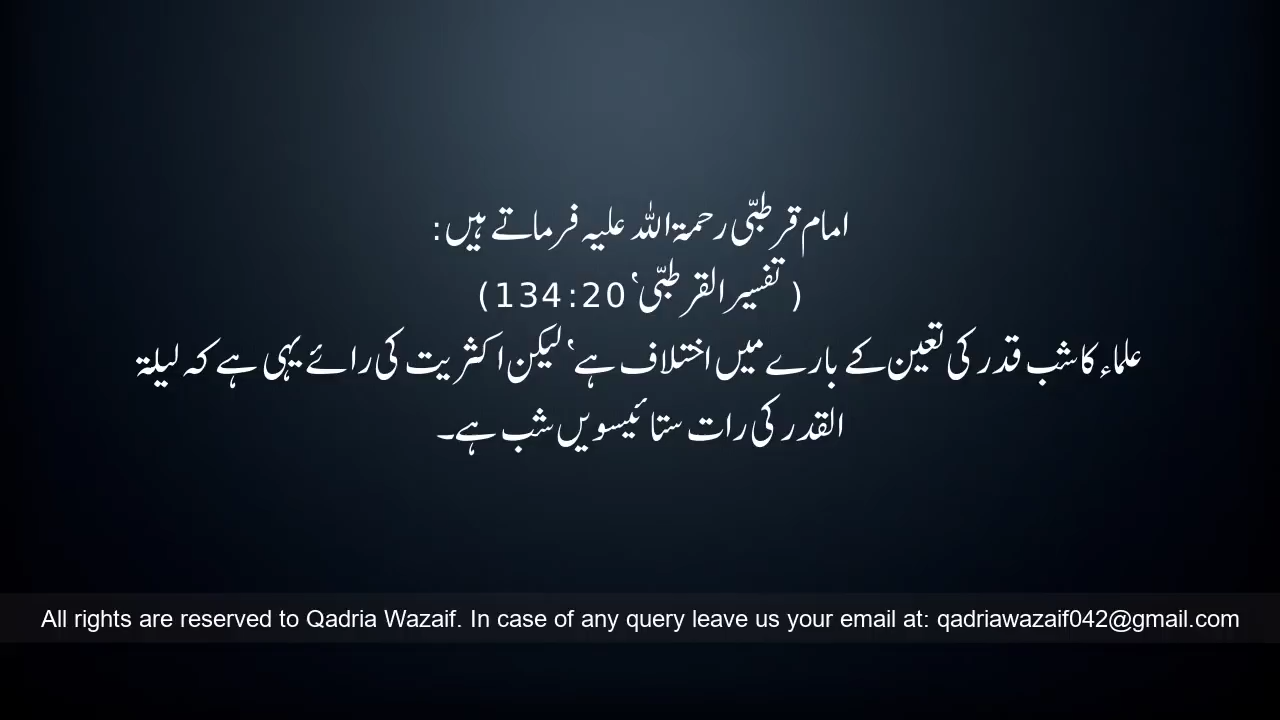 امام قرطبّی رحمۃ اللہ علیہ فرماتے ہیں:
(تفسیر القرطبّی‘ 134:20)
علماء کا شب قدر کی تعین کے بارے میں اختلاف ہے‘ لیکن اکثریت کی رائے یہی ہے کہ لیلۃ
القدر کی رات ستائیسویں شب ہے۔
All rights are reserved to Qadria Wazaif. In case of any query leave us your email at: qadriawazaif042@gmail.com